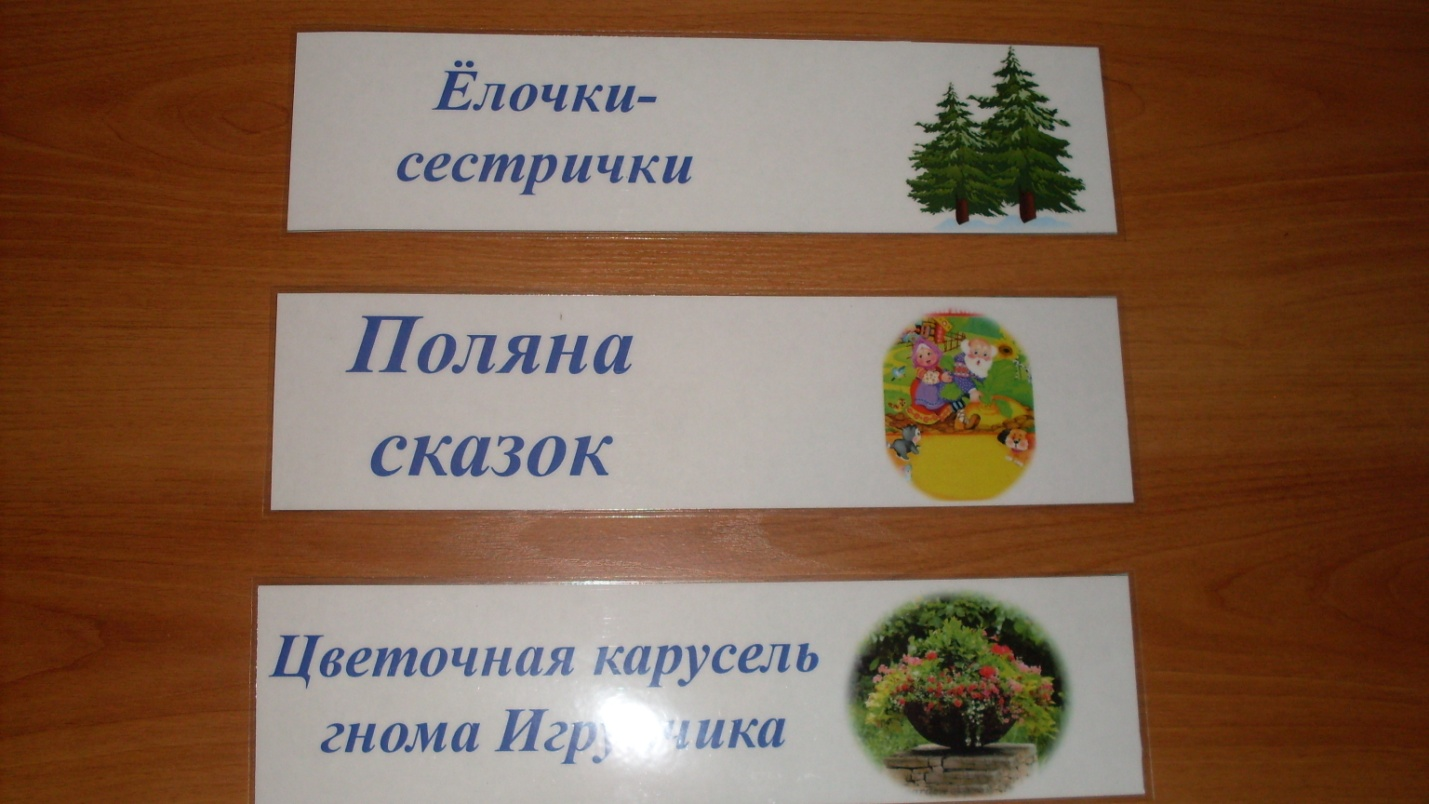 Ёлочки-
сестрички
Поляна
сказок
Цветочная карусель
гнома